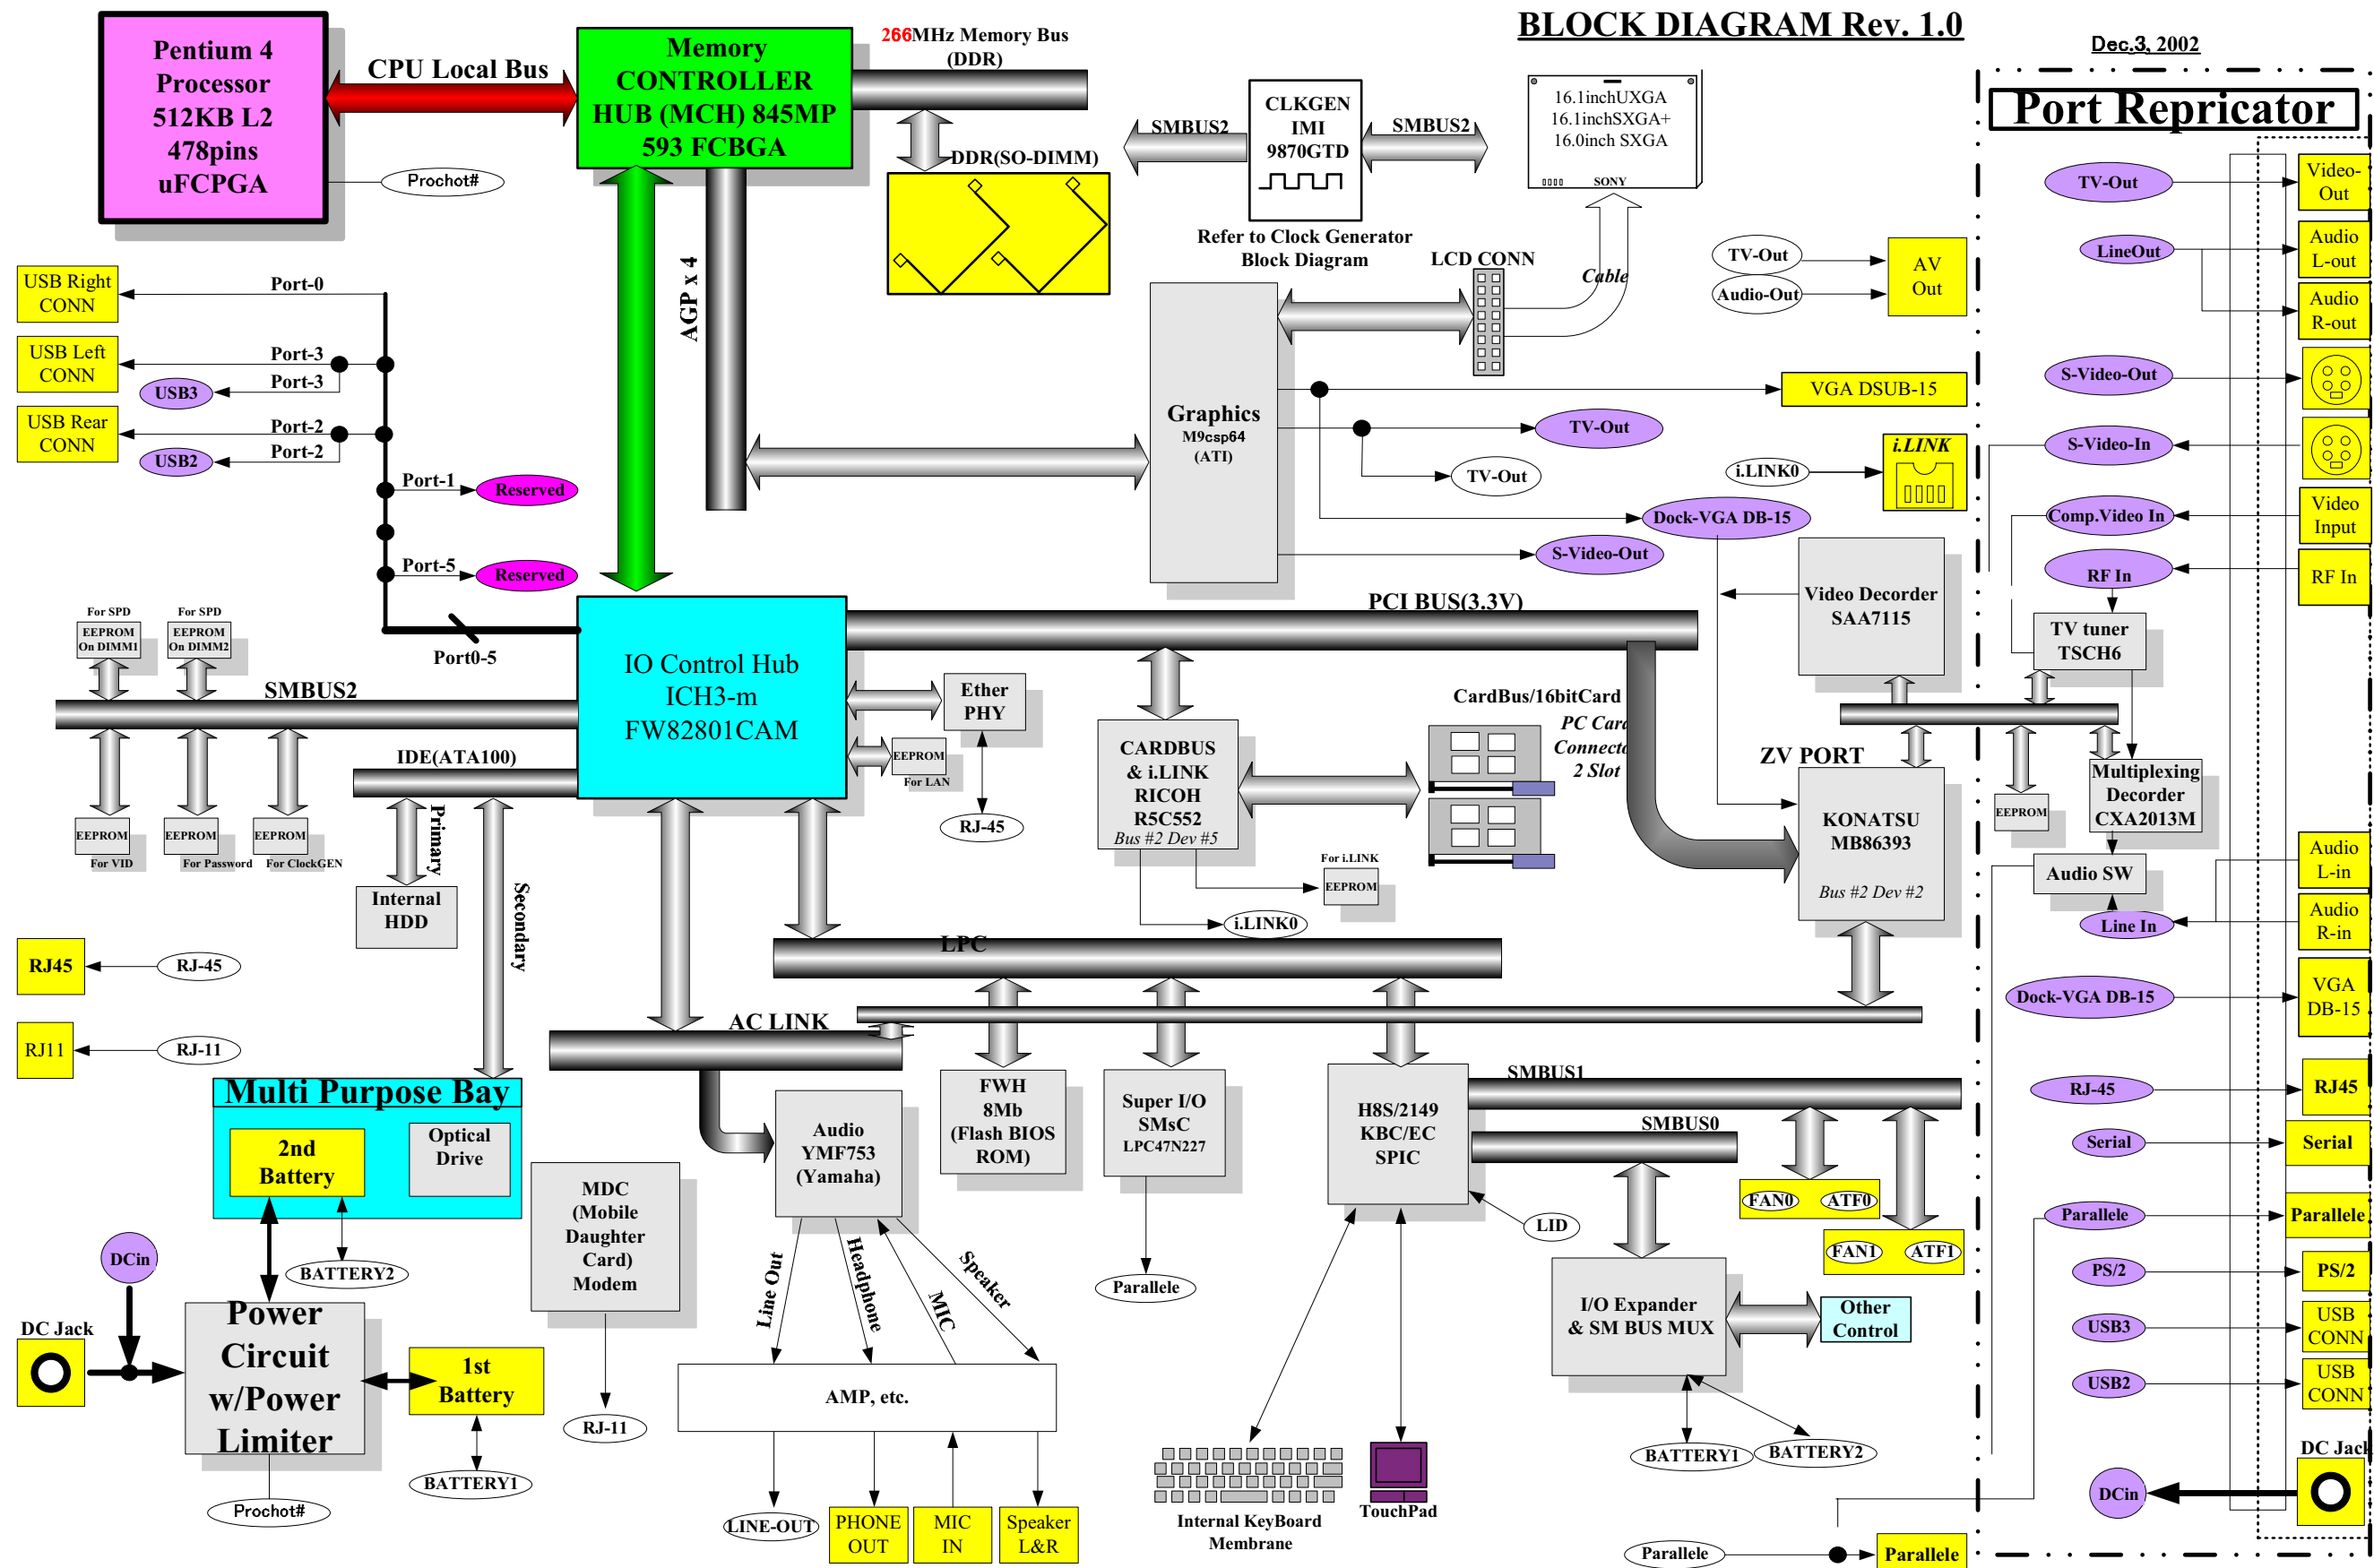 BLOCK DIAGRAM Rev. 1.0
Dec.3, 2002
Pentium 4
Processor
512KB L2
478pins
uFCPGA
CPU Local Bus
Memory
CONTROLLER
HUB (MCH) 845MP
593 FCBGA
266MHz Memory Bus
(DDR)
DDR(SO-DIMM)
Prochot#
SMBUS2
CLKGEN
IMI
9870GTD
SMBUS2
Refer to Clock Generator
Block Diagram
16.1inchUXGA
16.1inchSXGA+
16.0inch SXGA
SONY
LCD CONN
Cable
TV-Out
Audio-Out
AV
Out
AGP x 4
USB Right
CONN
Port-0
USB Left
CONN
Port-3
Port-3
USB3
USB Rear
CONN
Port-2
Port-2
USB2
Port-1
Reserved
Port-5
Reserved
Port0-5
Graphics
M9csp64
(ATI)
VGA DSUB-15
TV-Out
TV-Out
Dock-VGA DB-15
S-Video-Out
i.LINK0
i.LINK
For SPD
EEPROM
On DIMM1
For SPD
EEPROM
On DIMM2
SMBUS2
EEPROM
For VID
EEPROM
For Password
EEPROM
For ClockGEN
IO Control Hub
ICH3-m
FW82801CAM
PCI BUS(3.3V)
Ether
PHY
EEPROM
For LAN
RJ-45
IDE(ATA100)
Primary
Secondary
Internal
HDD
CARDBUS
& i.LINK
RICOH
R5C552
Bus #2 Dev #5
CardBus/16bitCard
PC Card
Connecto
2 Slot
For i.LINK
EEPROM
i.LINK0
Video Decorder
SAA7115
ZV PORT
KONATSU
MB86393
Bus #2 Dev #2
RJ45
RJ-45
RJ11
RJ-11
LPC
AC LINK
Multi Purpose Bay
2nd
Battery
Optical
Drive
BATTERY2
DCin
DC Jack
Power
Circuit
w/Power
Limiter
1st
Battery
BATTERY1
Prochot#
MDC
(Mobile
Daughter
Card)
Modem
RJ-11
Audio
YMF753
(Yamaha)
Line Out
Headphone
MIC
Speaker
AMP, etc.
LINE-OUT
PHONE
OUT
MIC
IN
Speaker
L&R
FWH
8Mb
(Flash BIOS
ROM)
Super I/O
SMsC
LPC47N227
Parallele
H8S/2149
KBC/EC
SPIC
SMBUS1
SMBUS0
LID
FAN0
ATF0
FAN1
ATF1
I/O Expander
& SM BUS MUX
Other
Control
BATTERY1
BATTERY2
Internal KeyBoard
Membrane
TouchPad
Parallele
Parallele
Port Repricator
TV-Out
Video-
Out
LineOut
Audio
L-out
Audio
R-out
S-Video-Out
S-Video-In
Comp.Video In
Video
Input
RF In
RF In
TV tuner
TSCH6
EEPROM
Multiplexing
Decorder
CXA2013M
Audio SW
Audio
L-in
Line In
Audio
R-in
Dock-VGA DB-15
VGA
DB-15
RJ-45
RJ45
Serial
Serial
Parallele
Parallele
PS/2
PS/2
USB3
USB
CONN
USB2
USB
CONN
DC Jack
DCin